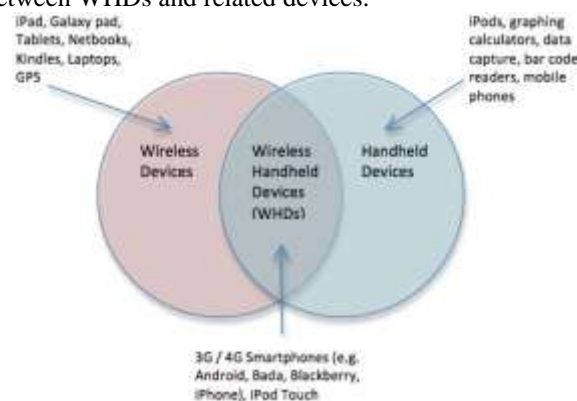 etween WHDs and related devices.
iPad, Galaxy pad,
Tablets, Netbooks,
Kindles, Laptops,
GPS
iPods, graphing
calculators, data
capture, bar code
readers, mobile
phones
Wireless
Devices
Wireless
Handheld
Devices
(WHDs)
Handheld
Devices
3G / 4G Smartphones (e.g.
Android, Bada, Blackberry,
iPhone), iPod Touch